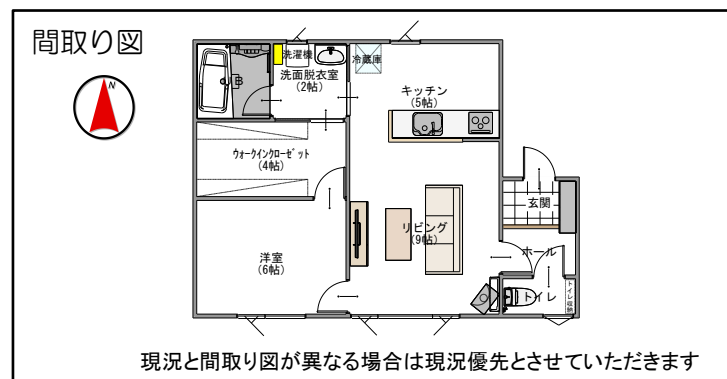 間取り図
N
洗濯機
冷蔵庫
UB
洗面脱衣室
(2帖)
キッチン
(5帖)
ウォークインクローゼット
(4帖)
玄関
リビング
(9帖)
ホール
洋室
(6帖)
トイレ
トイレ収納
現況と間取り図が異なる場合は現況優先とさせていただきます